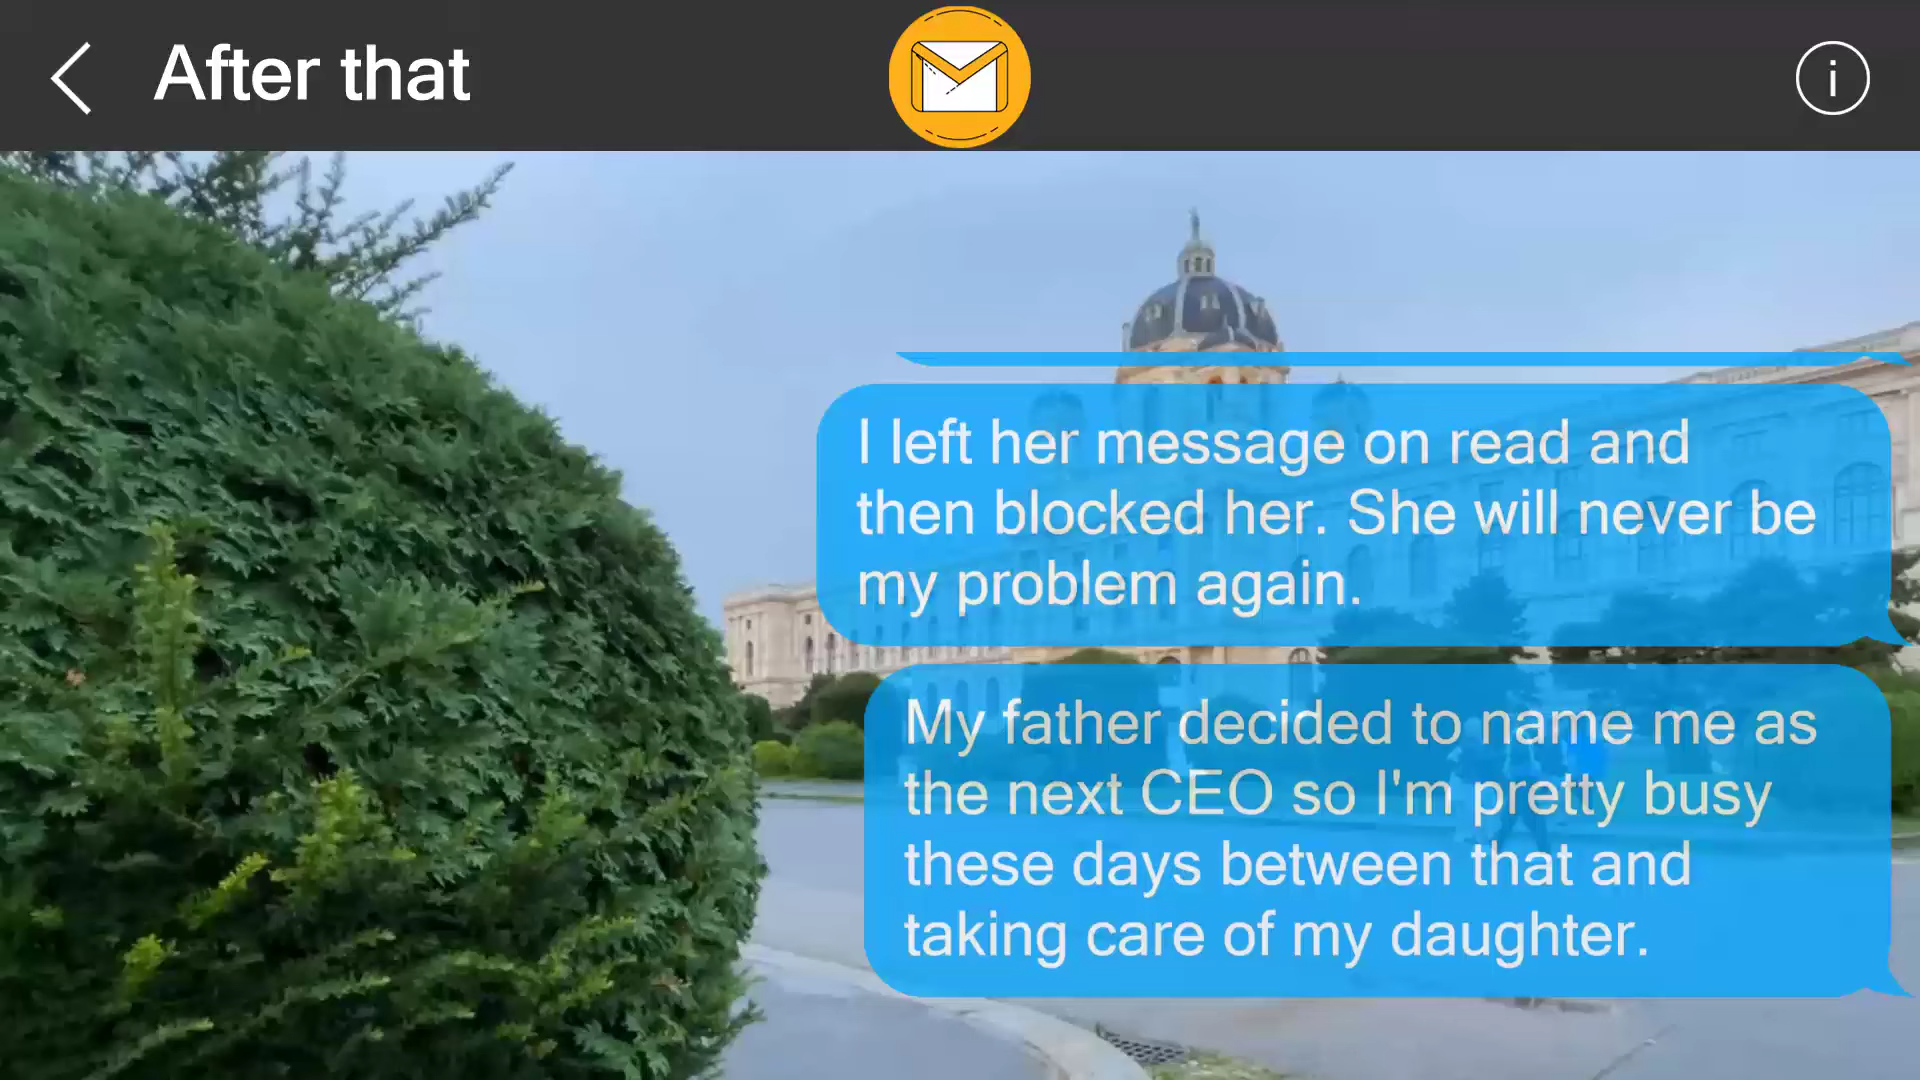 After that
i
I left her message on read and
then blocked her. She will never be
my problem again.
My father decided to name me as
the next CEO so I'm pretty busy
these days between that and
taking care of my daughter.